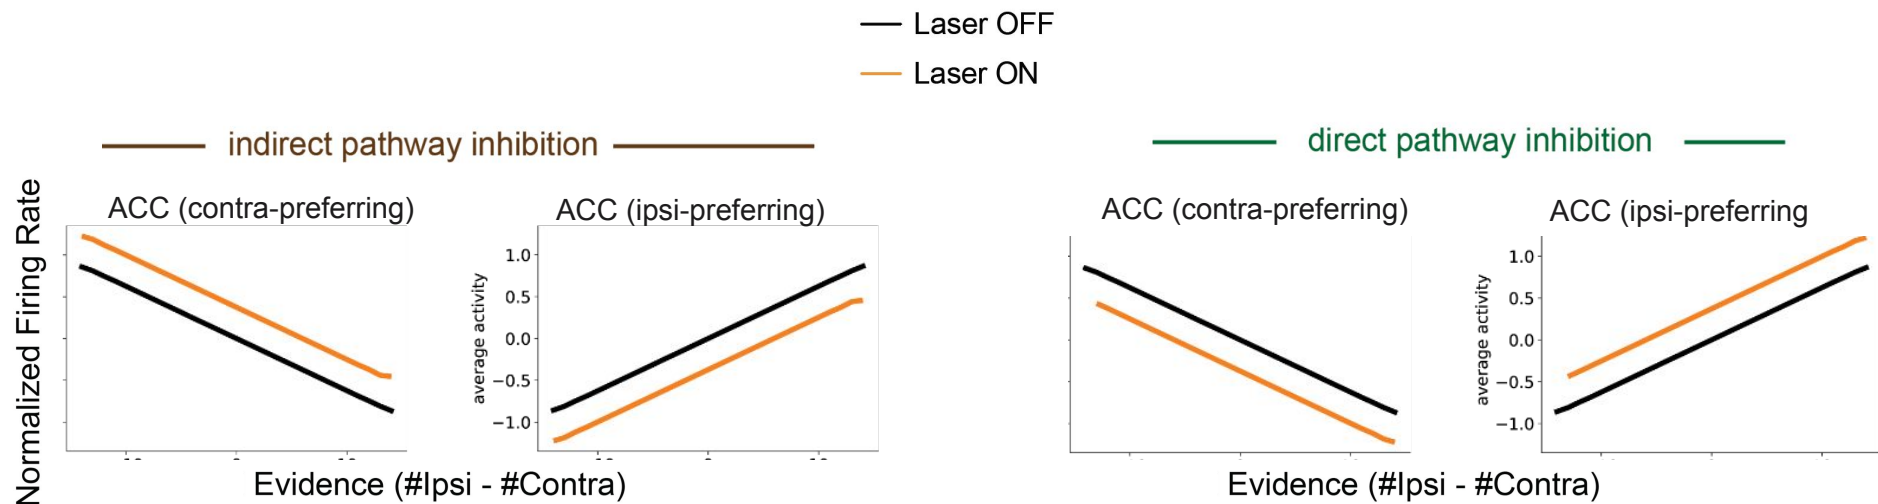 Laser OFF
Laser ON
indirect pathway inhibition
direct pathway inhibition
Normalized Firing Rate
ACC (contra-preferring)
ACC (ipsi-preferring)
ACC (contra-preferring)
ACC (ipsi-preferring
average activity
1.0
0.5
0.0
−0.5
−1.0
average activity
1.0
0.5
0.0
−0.5
−1.0
Evidence (#Ipsi - #Contra)
Evidence (#Ipsi - #Contra)